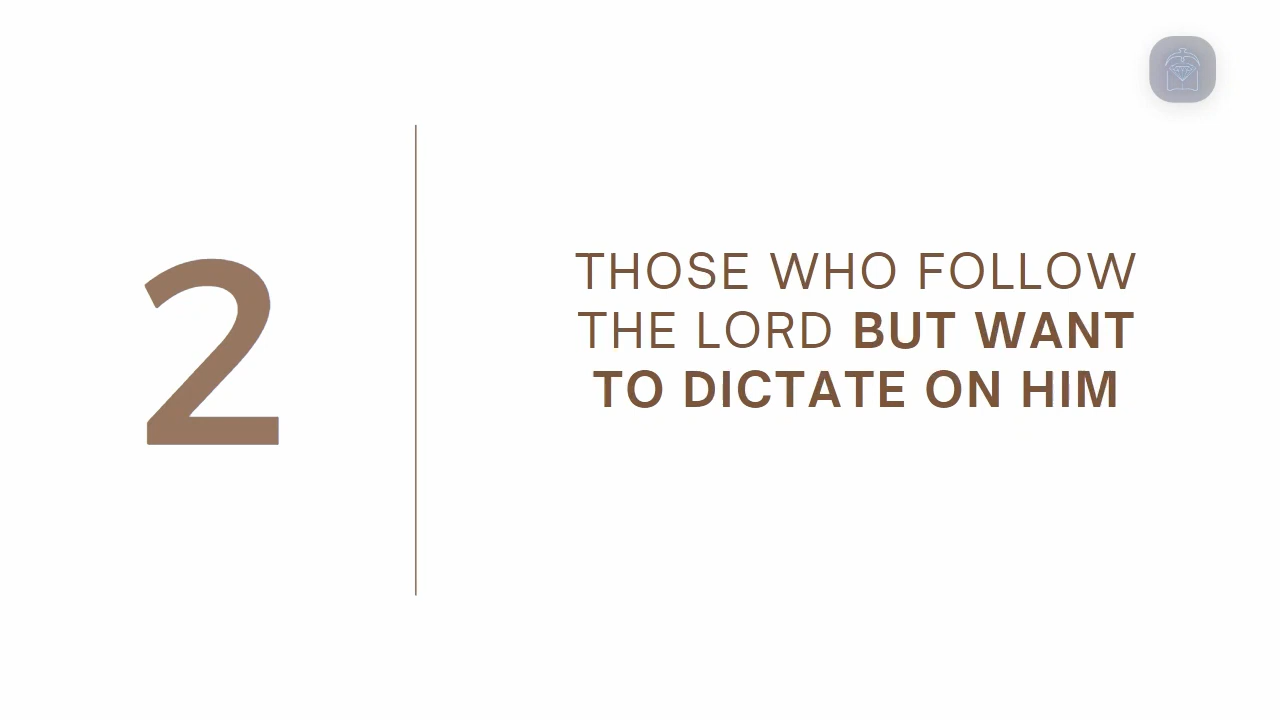 2
THOSE WHO FOLLOW
THE LORD BUT WANT
TO DICTATE ON HIM